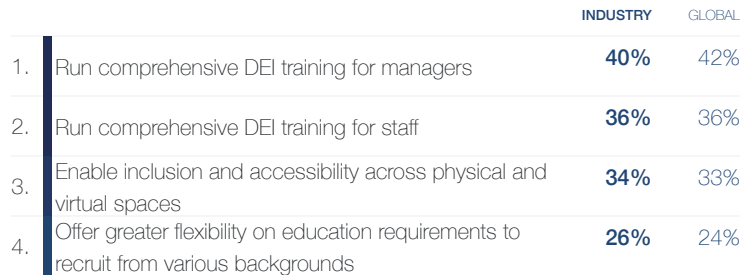 INDUSTRY GLOBAL
1. Run comprehensive DEI training for managers 40% 42%
2. Run comprehensive DEI training for staff 36% 36%
3. Enable inclusion and accessibility across physical and
virtual spaces 34% 33%
4. Offer greater flexibility on education requirements to
recruit from various backgrounds 26% 24%